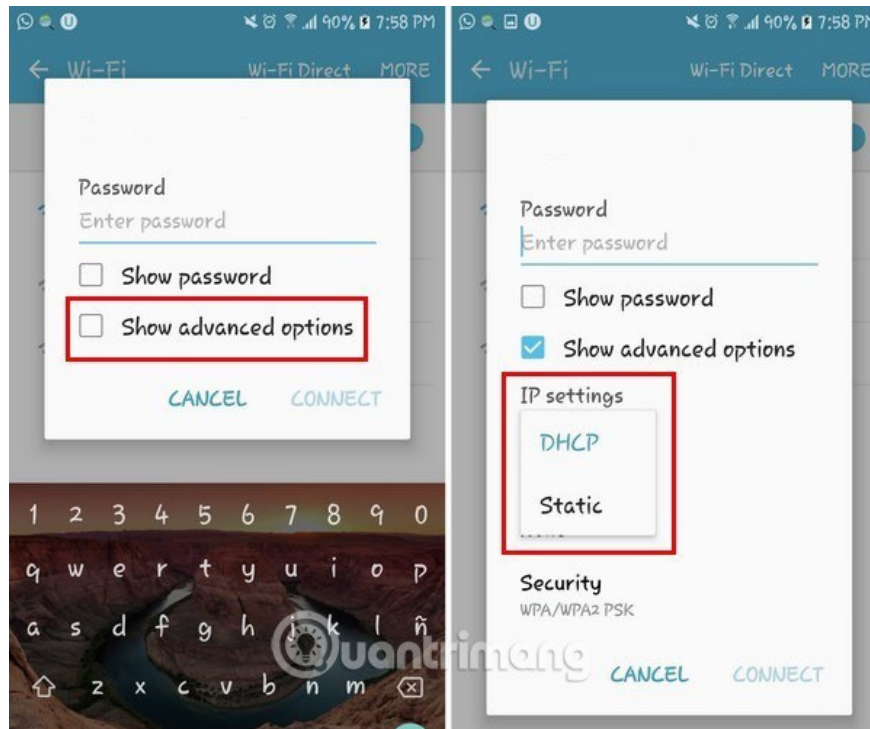 90% 7:58 PM
Wi-Fi Wi-Fi Direct MORE
Password
Enter password
Show password
Show advanced options
CANCEL CONNECT
1 2 3 4 5 6 7 8 9 0
q w e r t y u i o p
a s d f g h j k l ñ
z x c v b n m
90% 7:58 PM
Wi-Fi Wi-Fi Direct MORE
Password
Enter password
Show password
Show advanced options
IP settings
DHCP
Static
Security
WPA/WPA2 PSK
CANCEL CONNECT
Quantrimang